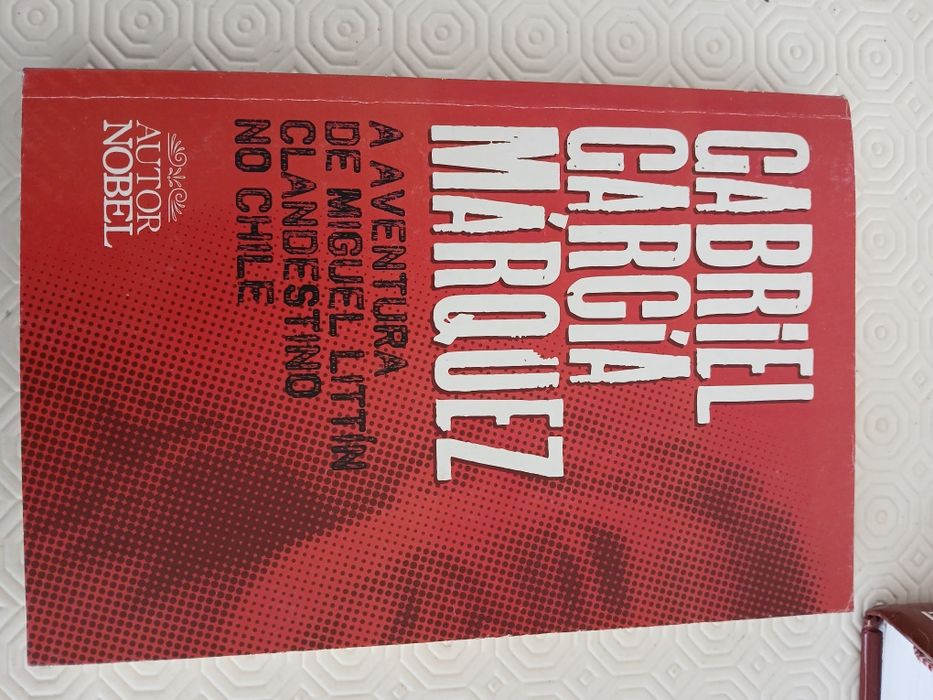 GABRIEL
GARCÍA
MÁRQUEZ
A AVENTURA
DE MIGUEL LITTÍN
CLANDESTINO
NO CHILE
AUTOR
NOBEL